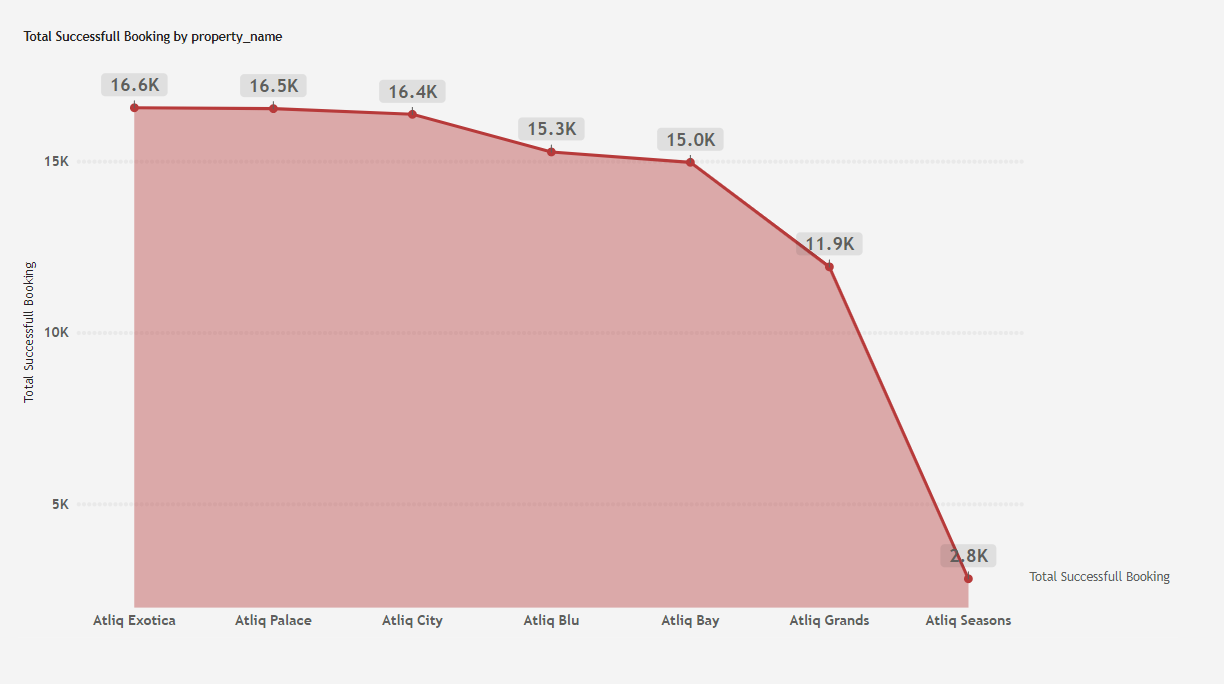 Total Successfull Booking by property_name
16.6K
16.5K
16.4K
15.3K
15.0K
11.9K
2.8K
15K
10K
5K
Total Successfull Booking
Total Successfull Booking
Atliq Exotica
Atliq Palace
Atliq City
Atliq Blu
Atliq Bay
Atliq Grands
Atliq Seasons